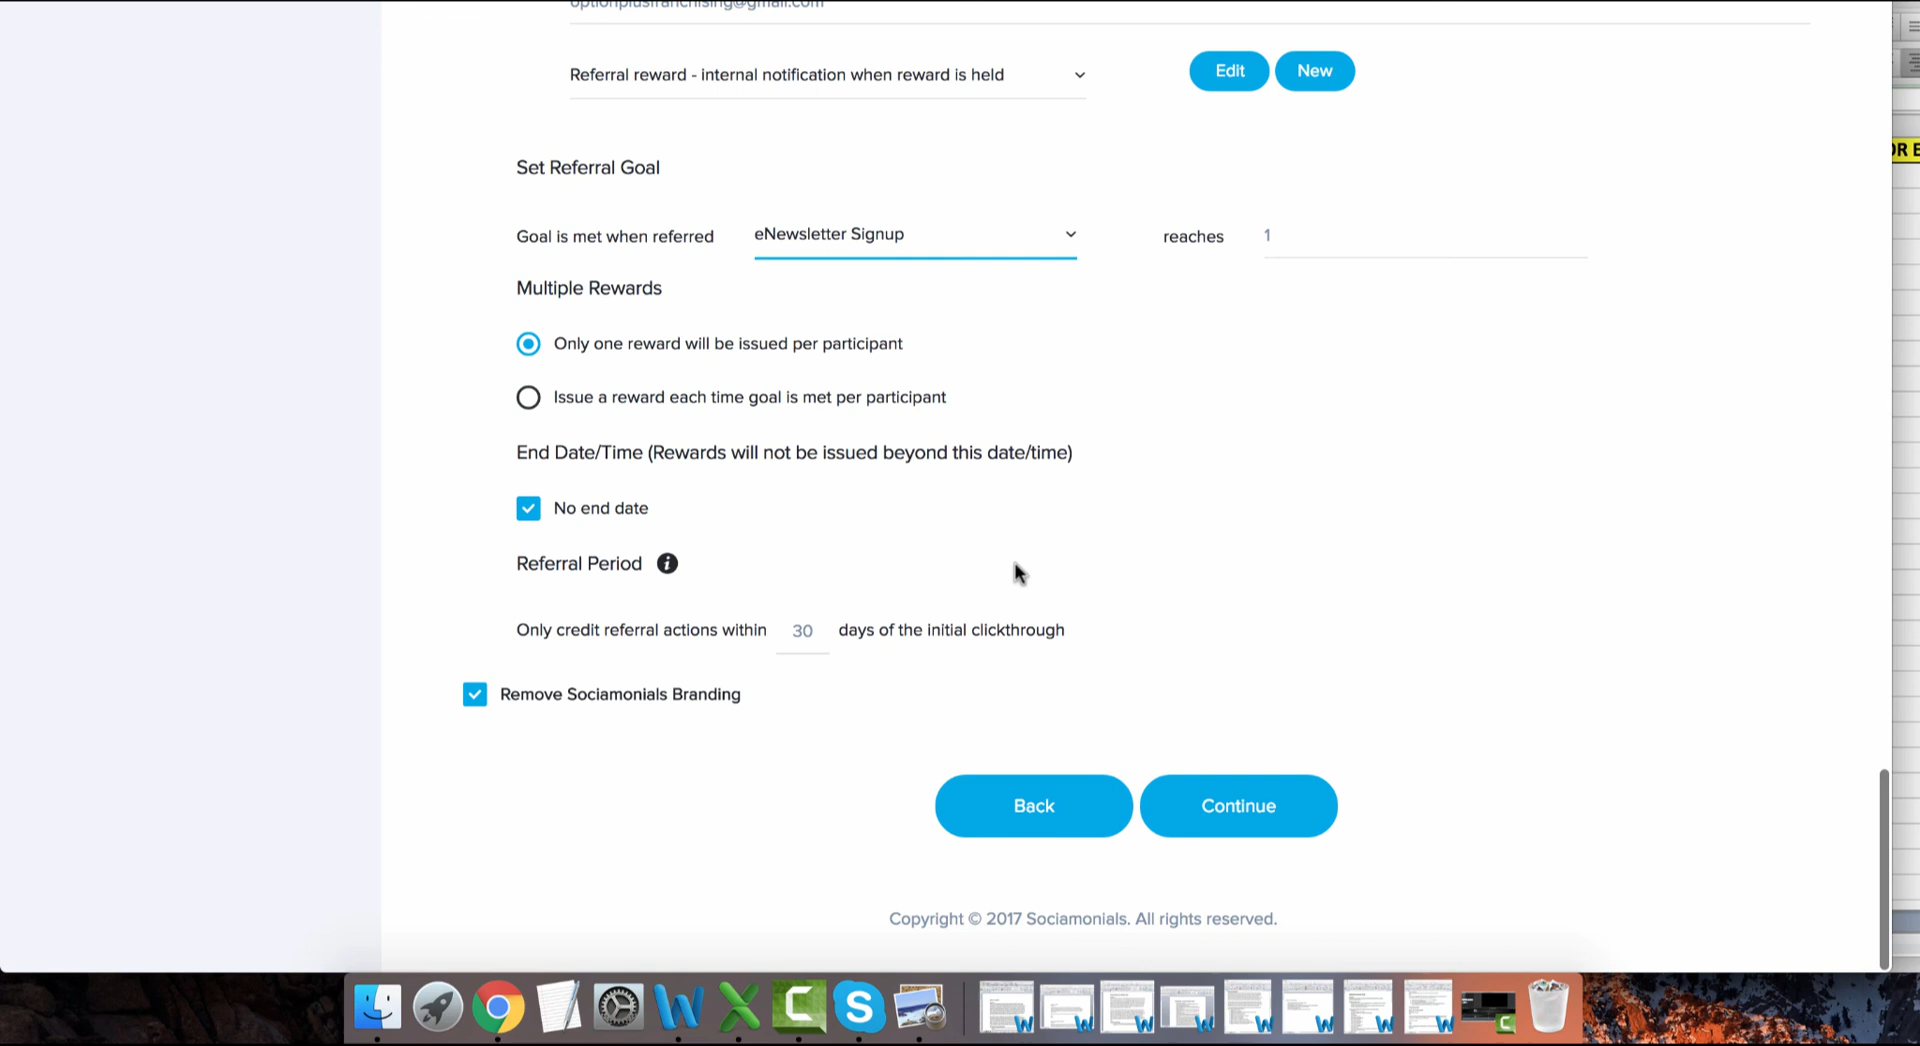 optionplusfranchising@gmail.com
Referral reward - internal notification when reward is held
Edit New
Set Referral Goal
Goal is met when referred eNewsletter Signup reaches 1
Multiple Rewards
Only one reward will be issued per participant
Issue a reward each time goal is met per participant
End Date/Time (Rewards will not be issued beyond this date/time)
No end date
Referral Period
Only credit referral actions within 30 days of the initial clickthrough
Remove Sociamonials Branding
Back Continue
Copyright © 2017 Sociamonials. All rights reserved.
OR E